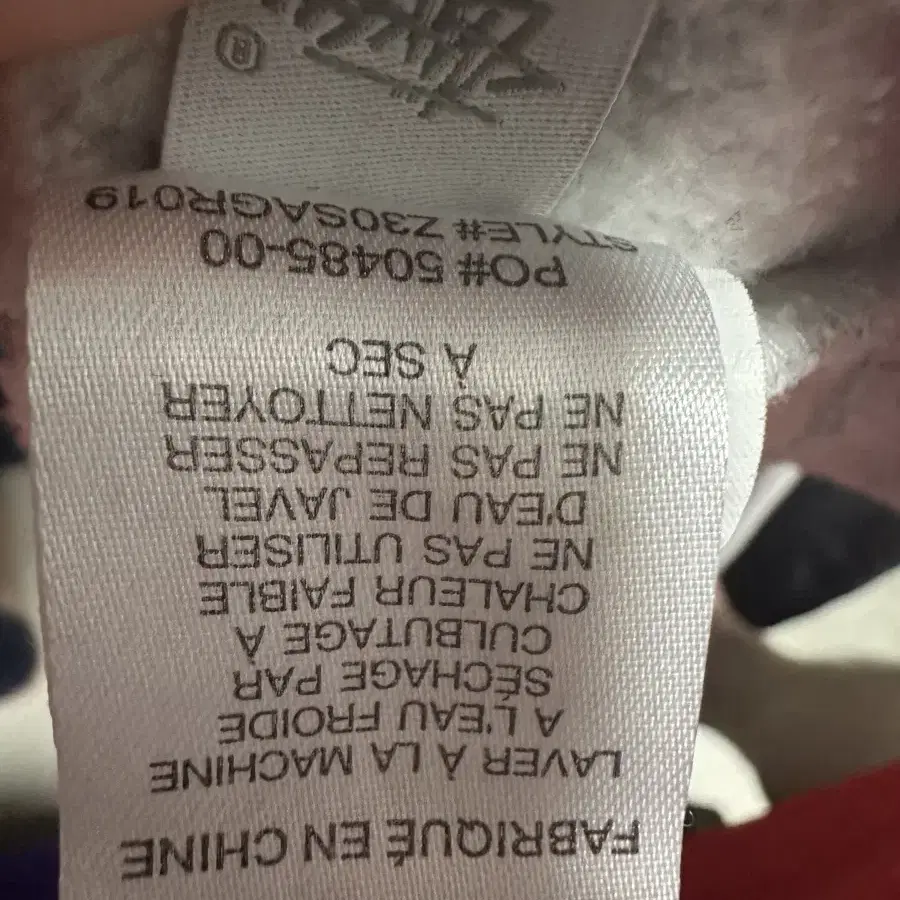 FABRIQUÉ EN CHINE
LAVER À LA MACHINE
A L'EAU FROIDE
SÉCHAGE PAR
CULBUTAGE À
CHALEUR FAIBLE
NE PAS UTILISER
D'EAU DE JAVEL
NE PAS REPASSER
NE PAS NETTOYER
À SEC
PO# 50485-00
STYLE# Z30SAGR019
®